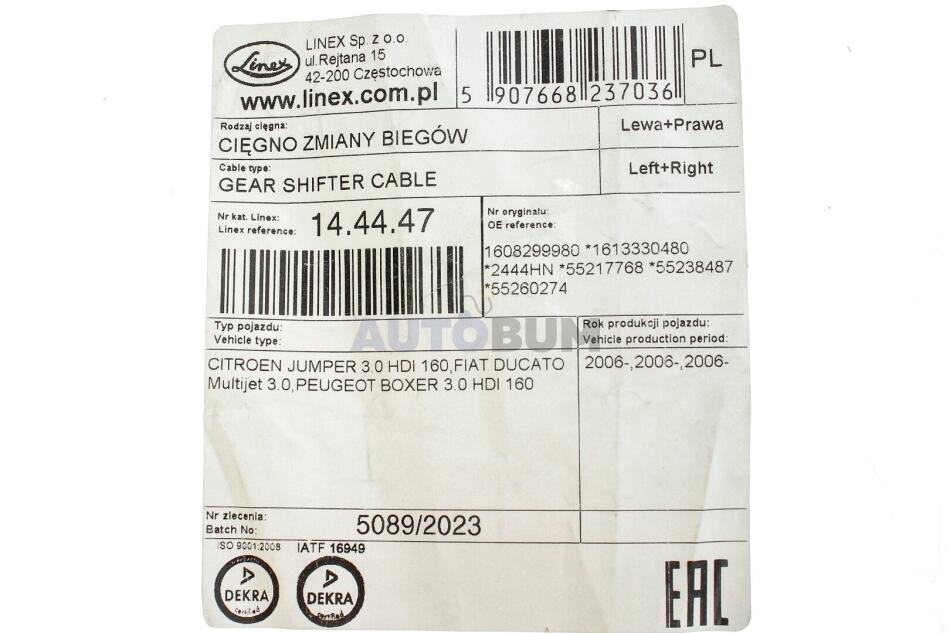 Linex
LINEX Sp. z o.o.
ul.Rejtana 15
42-200 Częstochowa
www.linex.com.pl
5 907668 237036
PL
Rodzaj cięgna:
CIĘGNO ZMIANY BIEGÓW
Lewa+Prawa
Cable type:
GEAR SHIFTER CABLE
Left+Right
Nr kat. Linex:
Linex reference:
14.44.47
Nr oryginału:
OE reference:
1608299980 *1613330480
*2444HN *55217768 *55238487
*55260274
AUTOBUM
Typ pojazdu:
Vehicle type:
CITROEN JUMPER 3.0 HDI 160,FIAT DUCATO
Multijet 3.0,PEUGEOT BOXER 3.0 HDI 160
Rok produkcji pojazdu:
Vehicle production period:
2006-,2006-,2006-
Nr zlecenia:
Batch No:
5089/2023
ISO 9001:2008
IATF 16949
DEKRA
certified
DEKRA
certified
EAC